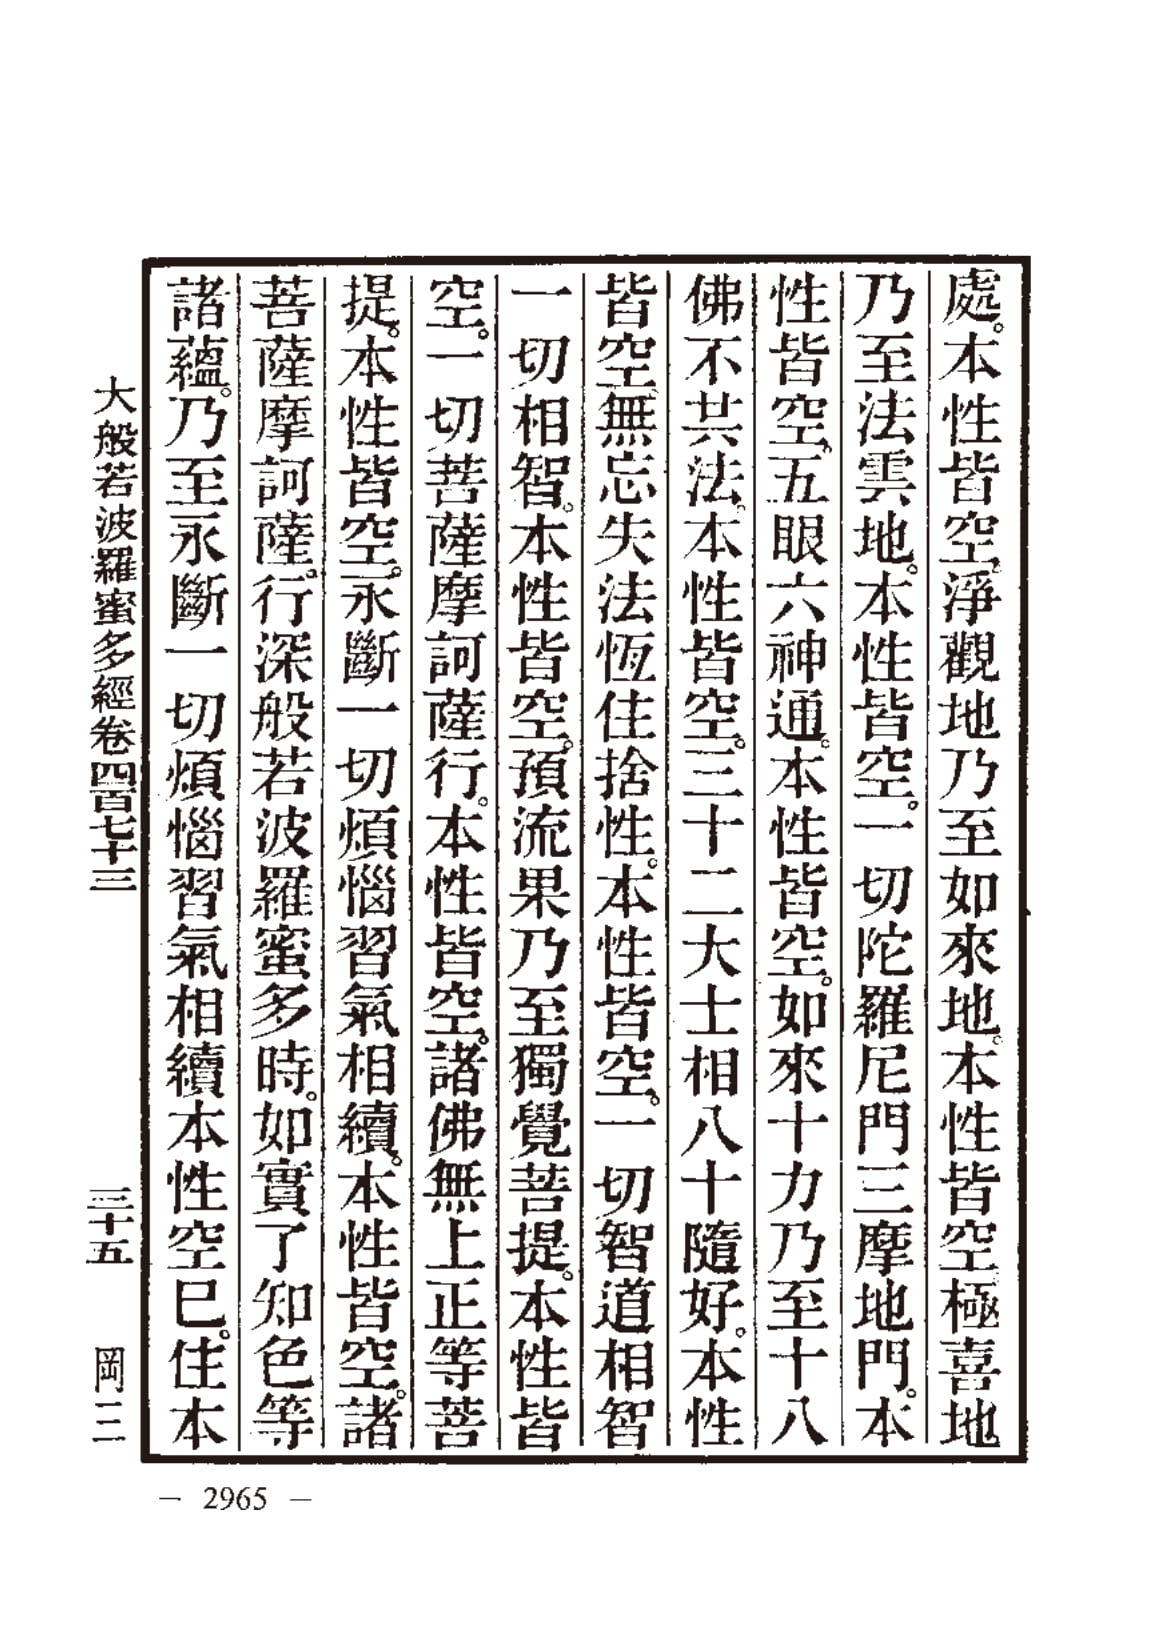 處。本性皆空。淨觀地乃至如來地。本性皆空。極喜地
乃至法雲地。本性皆空。一切陀羅尼門三摩地門。本
性皆空。五眼六神通。本性皆空。如來十力乃至十八
佛不共法。本性皆空。三十二大士相八十隨好。本性
皆空。無忘失法恆住捨性。本性皆空。一切智道相智
一切相智。本性皆空。預流果乃至獨覺菩提。本性皆
空。一切菩薩摩訶薩行。本性皆空。諸佛無上正等菩
提。本性皆空。永斷一切煩惱習氣相續。本性皆空。諸
菩薩摩訶薩。行深般若波羅蜜多時。如實了知色等
諸蘊。乃至永斷一切煩惱習氣相續本性空巳。住本
大般若波羅蜜多經卷四百七十三 三十五 岡三
— 2965 —